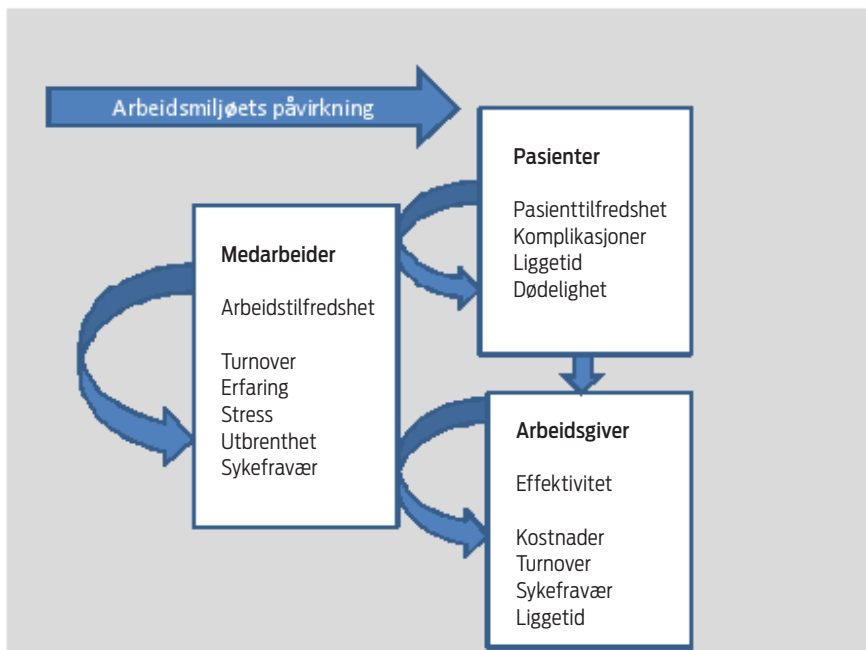 Arbeidsmiljøets påvirkning
Pasienter
Pasienttilfredshet
Komplikasjoner
Liggetid
Dødelighet
Medarbeider
Arbeidstilfredshet
Turnover
Erfaring
Stress
Utbrenthet
Sykefravær
Arbeidsgiver
Effektivitet
Kostnader
Turnover
Sykefravær
Liggetid